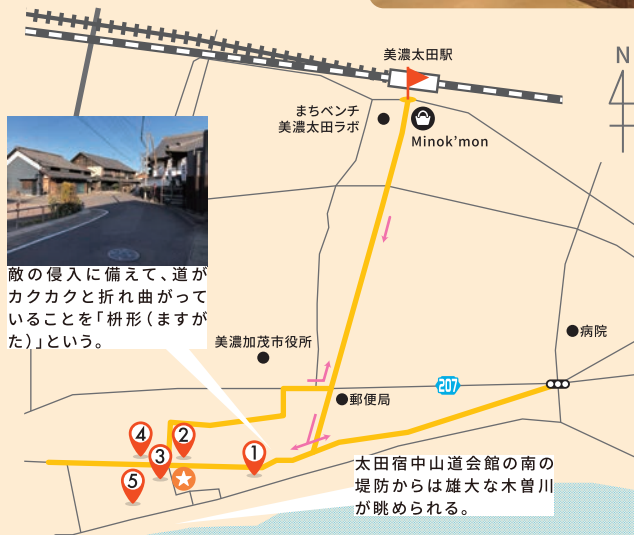 美濃太田駅
N
まちベンチ
美濃太田ラボ
Minok'mon
敵の侵入に備えて、道が
カクカクと折れ曲がって
いることを「枡形（ますが
た）」という。
美濃加茂市役所
病院
207
郵便局
4
2
3
1
5
太田宿中山道会館の南の
堤防からは雄大な木曽川
が眺められる。